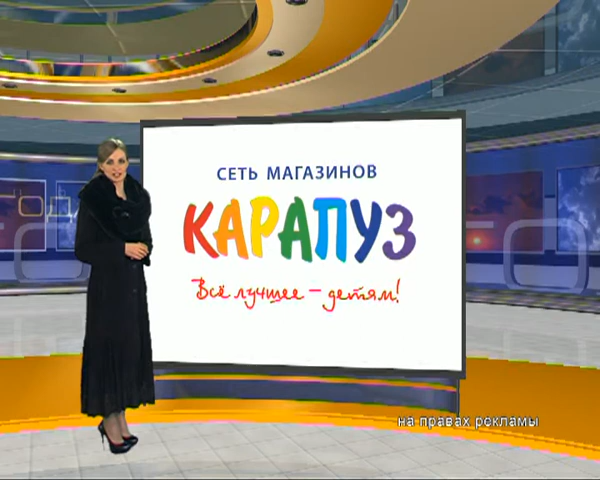 СЕТЬ МАГАЗИНОВ
КАРАПУЗ
Всё лучшее – детям!
на правах рекламы